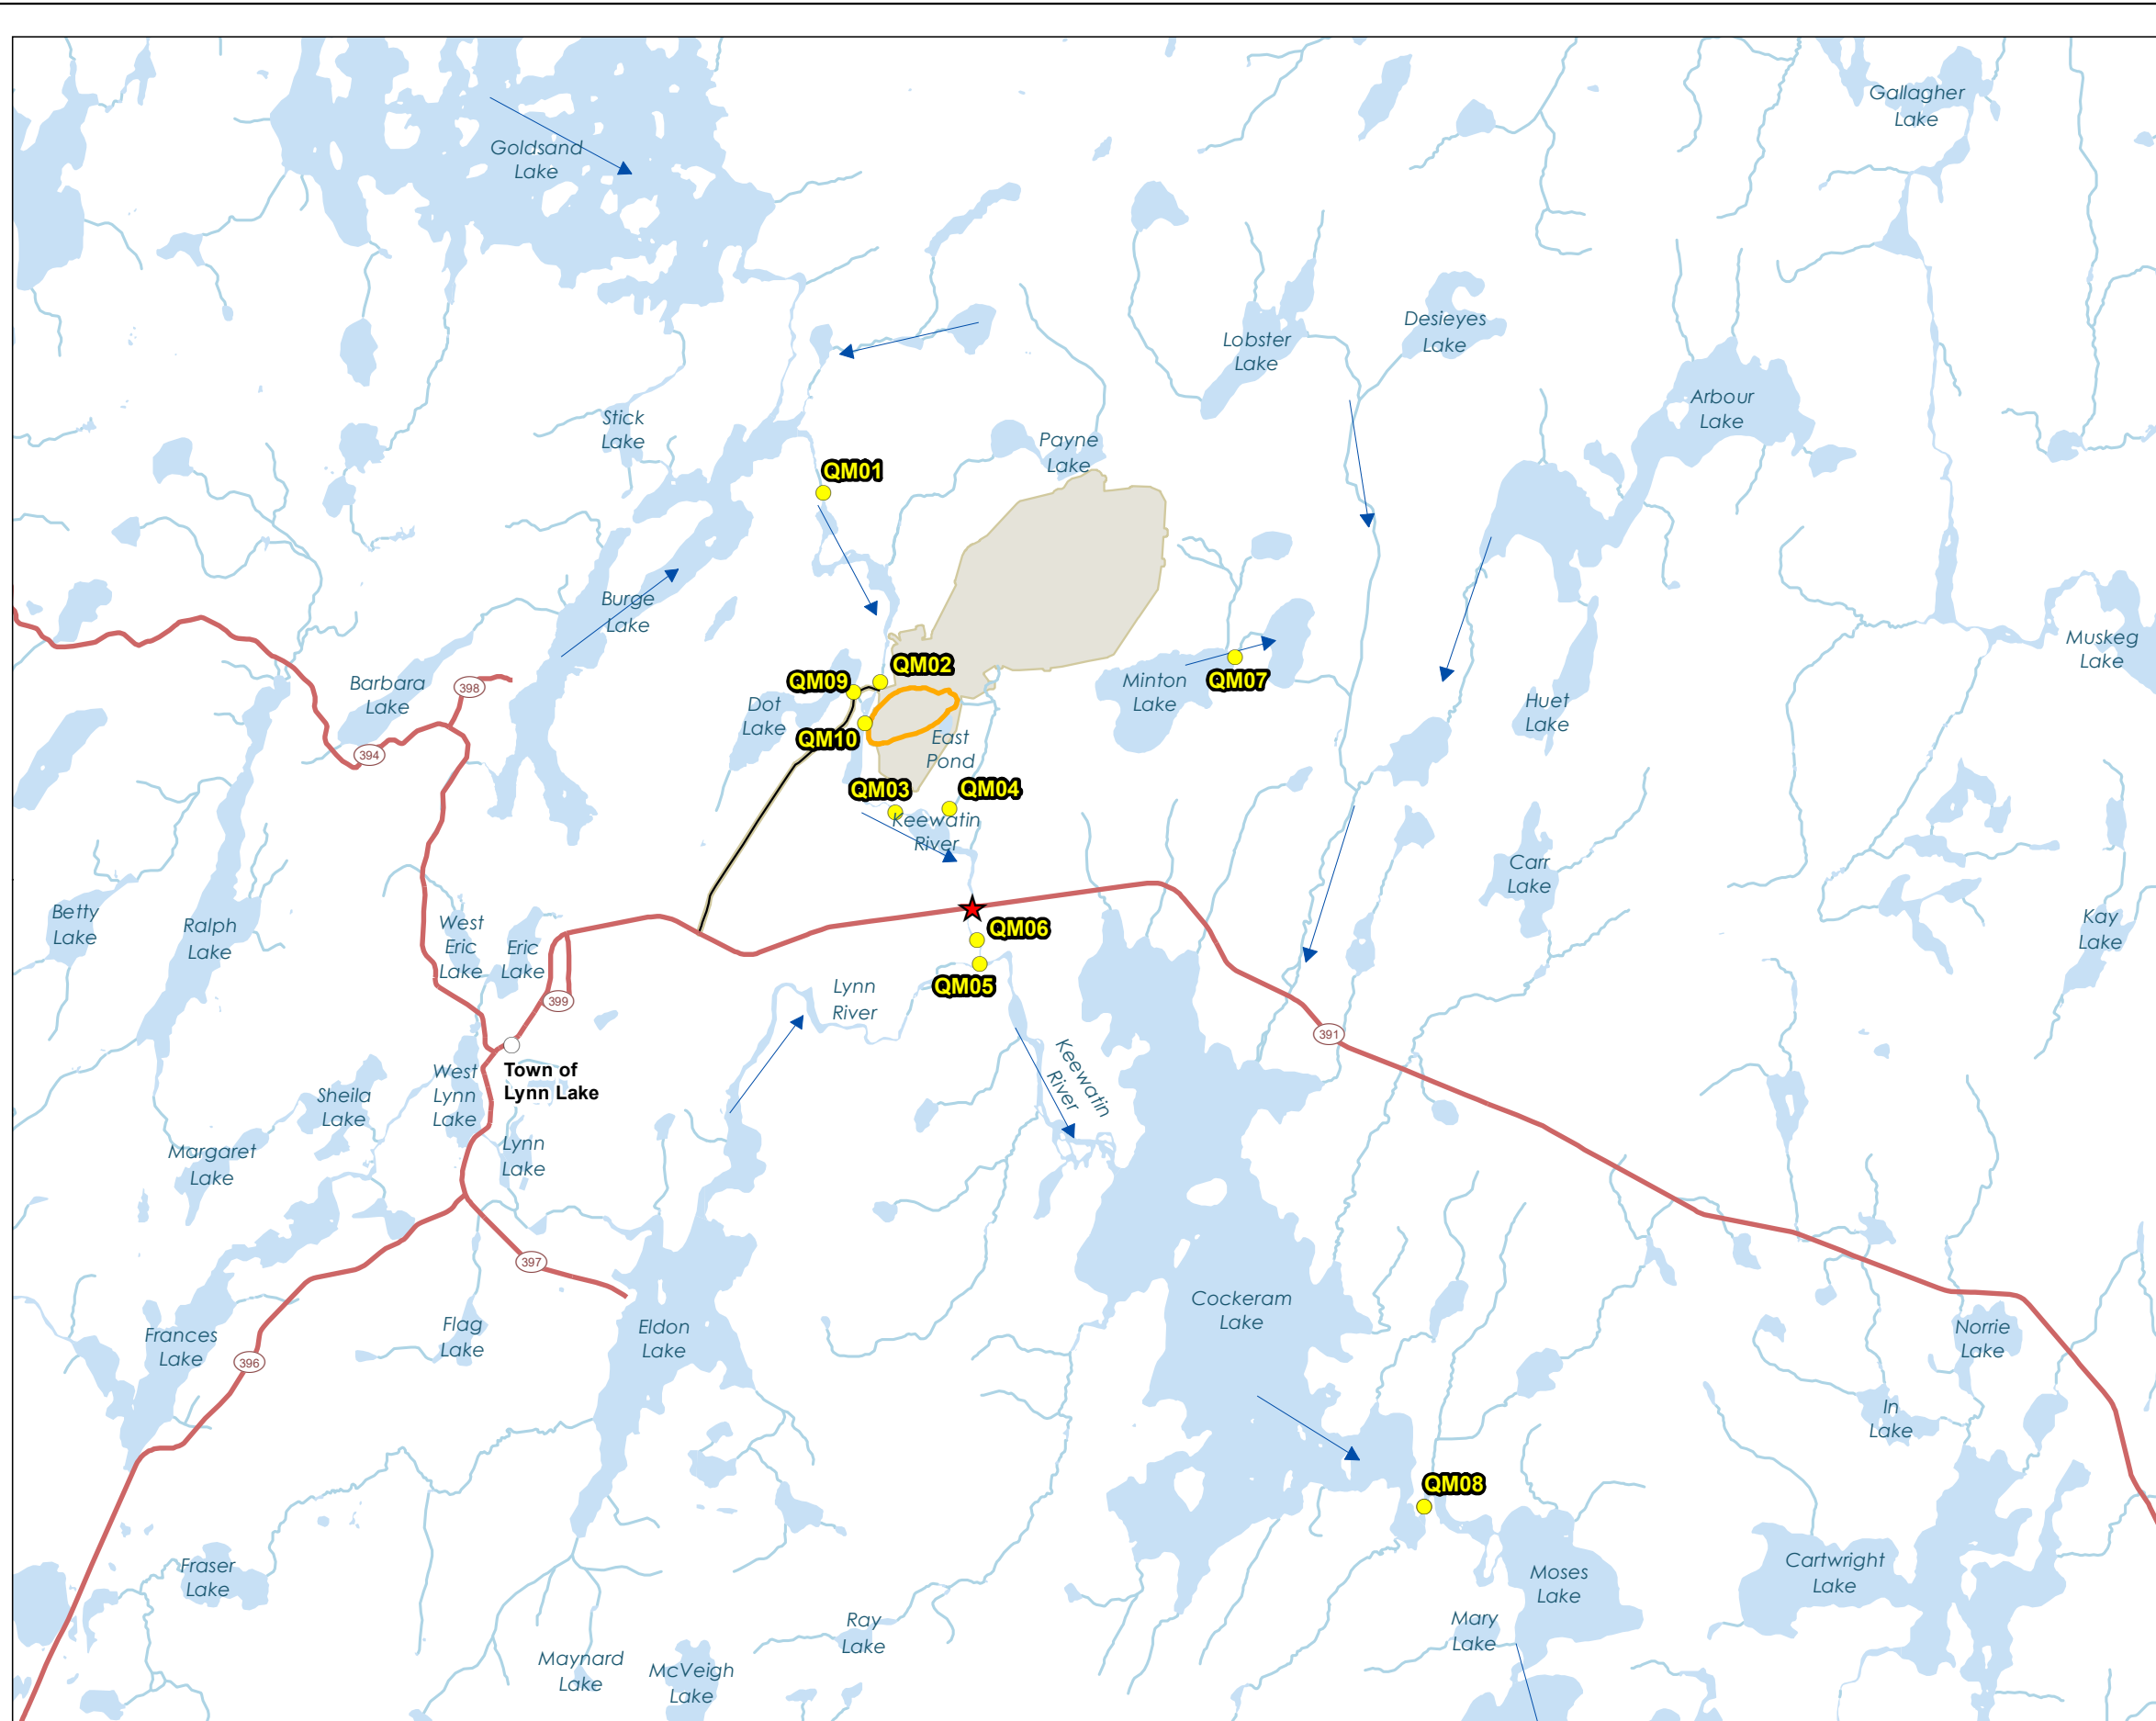 Gallagher
Lake
Goldsand
Lake
Desieyes
Lake
Lobster
Lake
Arbour
Lake
Stick
Lake
Payne
Lake
QM01
Burge
Lake
Muskeg
Lake
QM02
QM09
QM07
Minton
Lake
Barbara
Lake
398
Dot
Lake
Huet
Lake
QM10
East
Pond
394
QM03
QM04
Keewatin
River
Carr
Lake
Betty
Lake
Ralph
Lake
West
Eric
Lake
Eric
Lake
QM06
Kay
Lake
QM05
Lynn
River
399
391
Keewatin
River
Town of
Lynn Lake
West
Lynn
Lake
Sheila
Lake
Margaret
Lake
Lynn
Lake
397
Cockeram
Lake
Frances
Lake
396
Flag
Lake
Eldon
Lake
Norrie
Lake
In
Lake
QM08
Fraser
Lake
Moses
Lake
Cartwright
Lake
Ray
Lake
Mary
Lake
Maynard
Lake
McVeigh
Lake